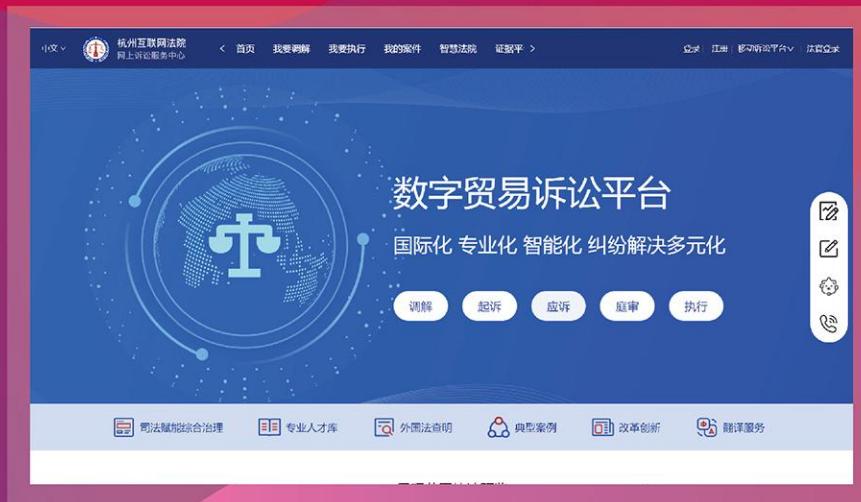 中文
杭州互联网法院
网上诉讼服务中心
首页 我要调解 我要执行 我的案件 智慧法院 证据平
登录 注册 移动诉讼平台 法官登录
数字贸易诉讼平台
国际化 专业化 智能化 纠纷解决多元化
调解 起诉 应诉 庭审 执行
司法赋能综合治理 专业人才库 外国法查明 典型案例 改革创新 翻译服务